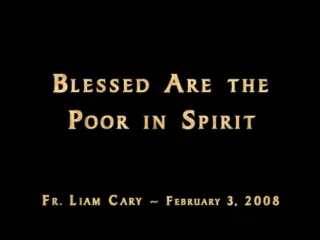 Blessed Are the
Poor in Spirit
Fr. Liam Cary ~ February 3, 2008